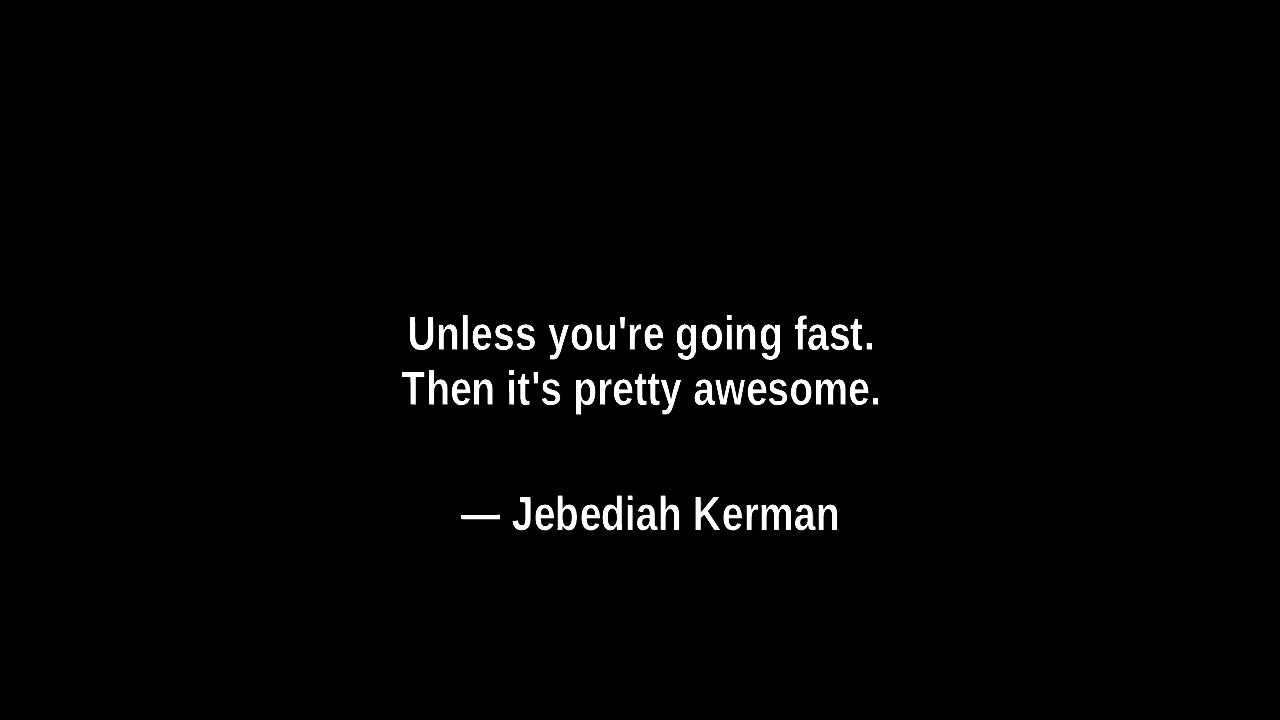 Unless you're going fast.
Then it's pretty awesome.
— Jebediah Kerman